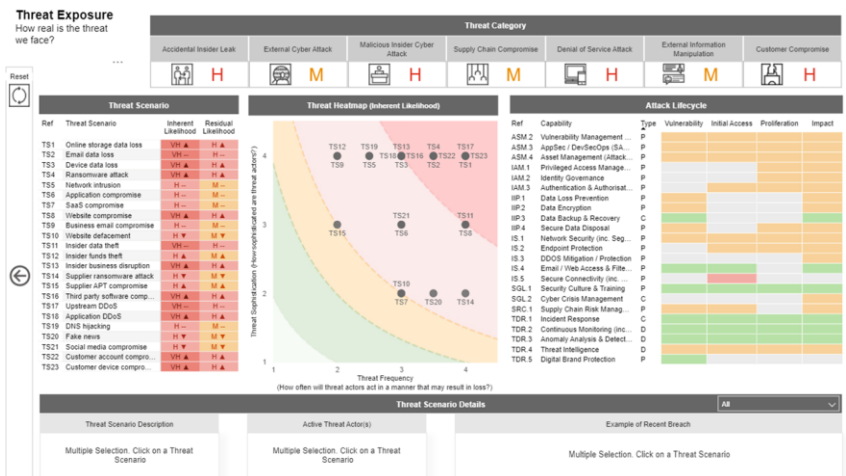 Threat Exposure
How real is the threat
we face?
...
Reset
Threat Category
Accidental Insider Leak
External Cyber Attack
Malicious Insider Cyber
Attack
Supply Chain Compromise
Denial of Service Attack
External Information
Manipulation
Customer Compromise
H
M
H
M
H
M
H
Threat Scenario
Ref Threat Scenario Inherent Likelihood Residual Likelihood
TS1 Online storage data loss VH ▲ H ▲
TS2 Email data loss VH -- H --
TS3 Device data loss VH ▲ H ▲
TS4 Ransomware attack VH ▲ H ▲
TS5 Network intrusion H -- M --
TS6 Application compromise H -- M --
TS7 SaaS compromise H -- M --
TS8 Website compromise VH ▲ H ▲
TS9 Business email compromise H -- M --
TS10 Website defacement H ▼ M ▼
TS11 Insider data theft VH -- H --
TS12 Insider funds theft H ▲ M ▲
TS13 Insider business disruption VH ▲ H ▲
TS14 Supplier ransomware attack H ▼ M ▼
TS15 Supplier APT compromise H ▲ M ▲
TS16 Third party software comp... VH ▲ H ▲
TS17 Upstream DDoS VH -- H --
TS18 Application DDoS VH ▲ H ▲
TS19 DNS hijacking H -- M --
TS20 Fake news H ▼ M ▼
TS21 Social media compromise H ▼ M ▼
TS22 Customer account compro... VH ▲ H ▲
TS23 Customer device compro... VH ▲ H ▲
Threat Heatmap (Inherent Likelihood)
Threat Sophistication (How sophisticated are threat actors?)
4
3
2
1
TS12 TS19 TS13 TS4 TS17
TS18 TS16 TS22 TS23
TS9 TS5 TS3 TS2 TS1
TS21 TS11
TS15 TS6 TS8
TS10
TS7 TS20 TS14
1 2 3 4
Threat Frequency
(How often will threat actors act in a manner that may result in loss?)
Attack Lifecycle
Ref Capability Type Vulnerability Initial Access Proliferation Impact
ASM.2 Vulnerability Management ... P
ASM.3 AppSec / DevSecOps (SA... P
ASM.4 Asset Management (Attack... P
IAM.1 Privileged Access Manage... P
IAM.2 Identity Governance P
IAM.3 Authentication & Authorisat... P
IIP.1 Data Loss Prevention P
IIP.2 Data Encryption P
IIP.3 Data Backup & Recovery C
IIP.4 Secure Data Disposal P
IS.1 Network Security (inc. Seg... P
IS.2 Endpoint Protection P
IS.3 DDOS Mitigation / Protection P
IS.4 Email / Web Access & Filte... P
IS.5 Secure Connectivity (inc. ... P
SGL.1 Security Culture & Training P
SGL.2 Cyber Crisis Management C
SRC.1 Supply Chain Risk Manag... P
TDR.1 Incident Response C
TDR.2 Continuous Monitoring (inc... D
TDR.3 Anomaly Analysis & Detect... D
TDR.4 Threat Intelligence D
TDR.5 Digital Brand Protection P
Threat Scenario Details
All
Threat Scenario Description
Active Threat Actor(s)
Example of Recent Breach
Multiple Selection. Click on a Threat
Scenario
Multiple Selection. Click on a Threat
Scenario
Multiple Selection. Click on a Threat Scenario